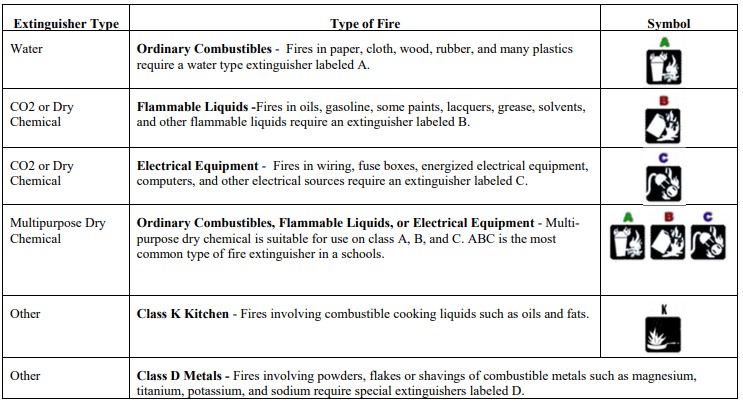 Extinguisher Type Type of Fire Symbol
Water
Ordinary Combustibles - Fires in paper, cloth, wood, rubber, and many plastics
require a water type extinguisher labeled A.
A
CO2 or Dry
Chemical
Flammable Liquids -Fires in oils, gasoline, some paints, lacquers, grease, solvents,
and other flammable liquids require an extinguisher labeled B.
B
CO2 or Dry
Chemical
Electrical Equipment - Fires in wiring, fuse boxes, energized electrical equipment,
computers, and other electrical sources require an extinguisher labeled C.
C
Multipurpose Dry
Chemical
Ordinary Combustibles, Flammable Liquids, or Electrical Equipment - Multi-
purpose dry chemical is suitable for use on class A, B, and C. ABC is the most
common type of fire extinguisher in a schools.
A B C
Other
Class K Kitchen - Fires involving combustible cooking liquids such as oils and fats.
K
Other
Class D Metals - Fires involving powders, flakes or shavings of combustible metals such as magnesium,
titanium, potassium, and sodium require special extinguishers labeled D.